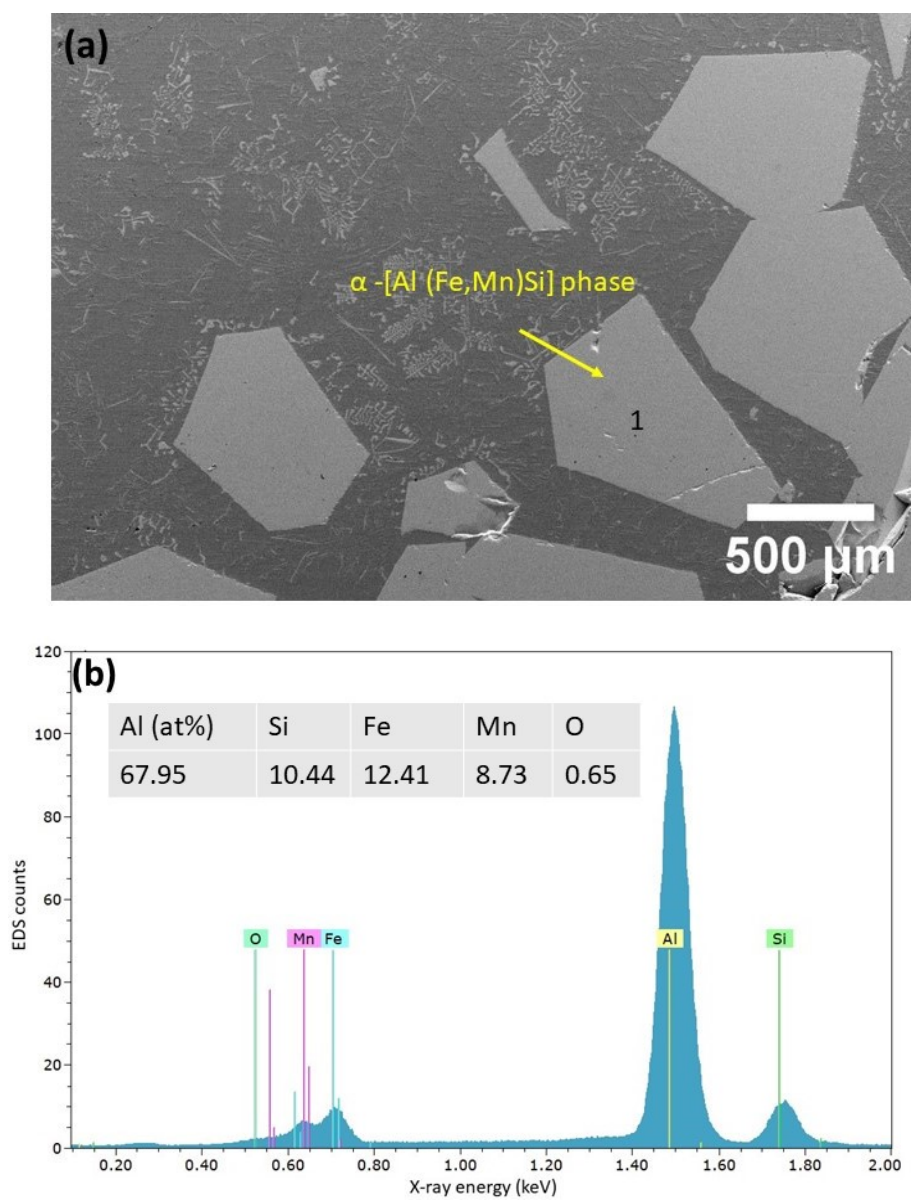 (a)
α -[Al (Fe,Mn)Si] phase
1
500 μm
(b)
120
100
80
60
40
20
0
Al (at%) Si Fe Mn O
67.95 10.44 12.41 8.73 0.65
EDS counts
O Mn Fe Al Si
0.20 0.40 0.60 0.80 1.00 1.20 1.40 1.60 1.80 2.00
X-ray energy (keV)